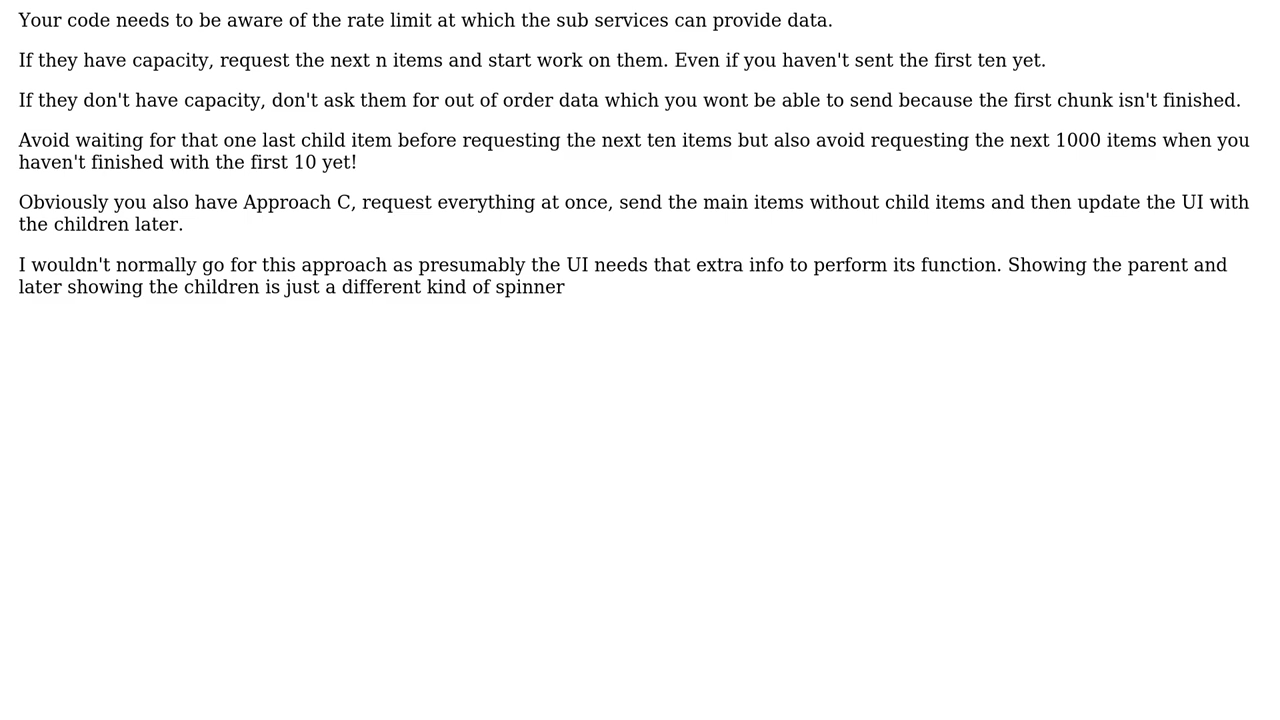 Your code needs to be aware of the rate limit at which the sub services can provide data.
If they have capacity, request the next n items and start work on them. Even if you haven't sent the first ten yet.
If they don't have capacity, don't ask them for out of order data which you wont be able to send because the first chunk isn't finished.
Avoid waiting for that one last child item before requesting the next ten items but also avoid requesting the next 1000 items when you
haven't finished with the first 10 yet!
Obviously you also have Approach C, request everything at once, send the main items without child items and then update the UI with
the children later.
I wouldn't normally go for this approach as presumably the UI needs that extra info to perform its function. Showing the parent and
later showing the children is just a different kind of spinner